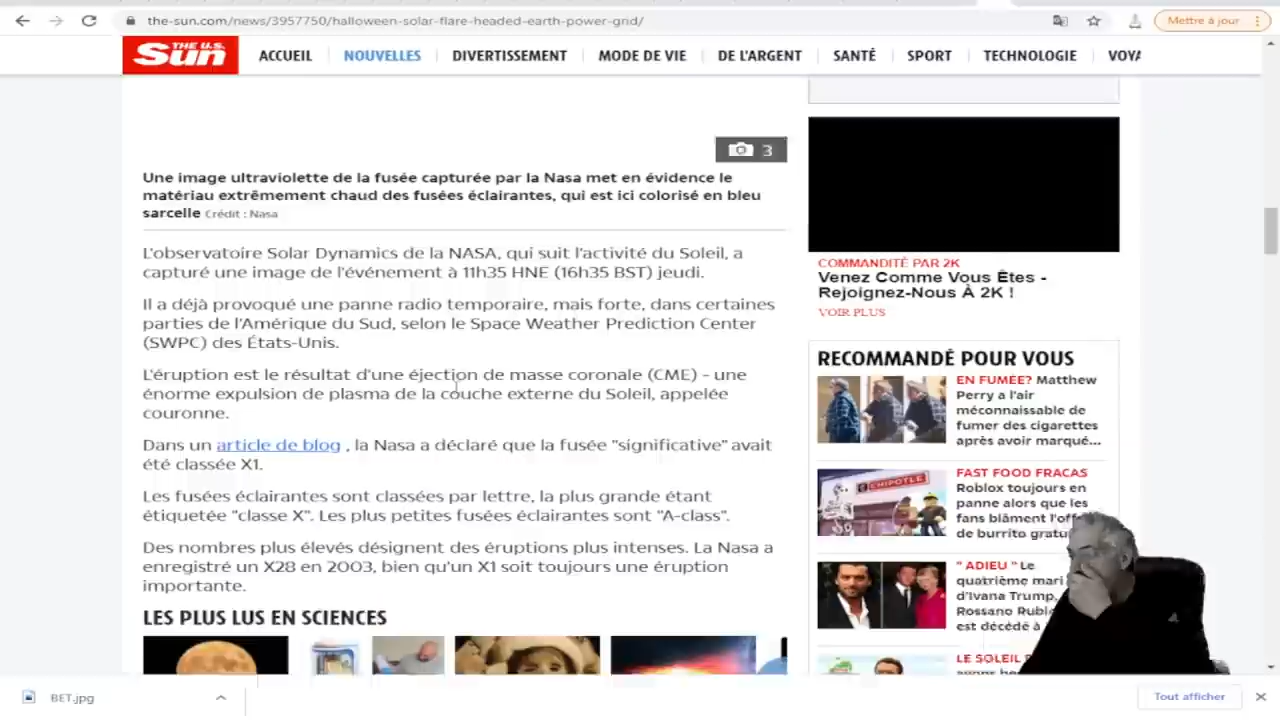 the-sun.com/news/3957750/halloween-solar-flare-headed-earth-power-grid/
Mettre à jour
THE U.S.
Sun
ACCUEIL
NOUVELLES
DIVERTISSEMENT
MODE DE VIE
DE L'ARGENT
SANTÉ
SPORT
TECHNOLOGIE
VOYA
3
Une image ultraviolette de la fusée capturée par la Nasa met en évidence le
matériau extrêmement chaud des fusées éclairantes, qui est ici colorisé en bleu
sarcelle Crédit : Nasa
L'observatoire Solar Dynamics de la NASA, qui suit l'activité du Soleil, a
capturé une image de l'événement à 11h35 HNE (16h35 BST) jeudi.
Il a déjà provoqué une panne radio temporaire, mais forte, dans certaines
parties de l'Amérique du Sud, selon le Space Weather Prediction Center
(SWPC) des États-Unis.
L'éruption est le résultat d'une éjection de masse coronale (CME) - une
énorme expulsion de plasma de la couche externe du Soleil, appelée
couronne.
Dans un article de blog , la Nasa a déclaré que la fusée "significative" avait
été classée X1.
Les fusées éclairantes sont classées par lettre, la plus grande étant
étiquetée "classe X". Les plus petites fusées éclairantes sont "A-class".
Des nombres plus élevés désignent des éruptions plus intenses. La Nasa a
enregistré un X28 en 2003, bien qu'un X1 soit toujours une éruption
importante.
LES PLUS LUS EN SCIENCES
COMMANDITÉ PAR 2K
Venez Comme Vous Êtes -
Rejoignez-Nous À 2K !
VOIR PLUS
RECOMMANDÉ POUR VOUS
EN FUMÉE? Matthew
Perry a l'air
méconnaissable de
fumer des cigarettes
après avoir marqué...
CHIPOTLE
FAST FOOD FRACAS
Roblox toujours en
panne alors que les
fans blâment l'off
de burrito gratu
" ADIEU " Le
quatrième mari
d'Ivana Trump,
Rossano Rubi
est décédé à
LE SOLEIL
BET.jpg
Tout afficher